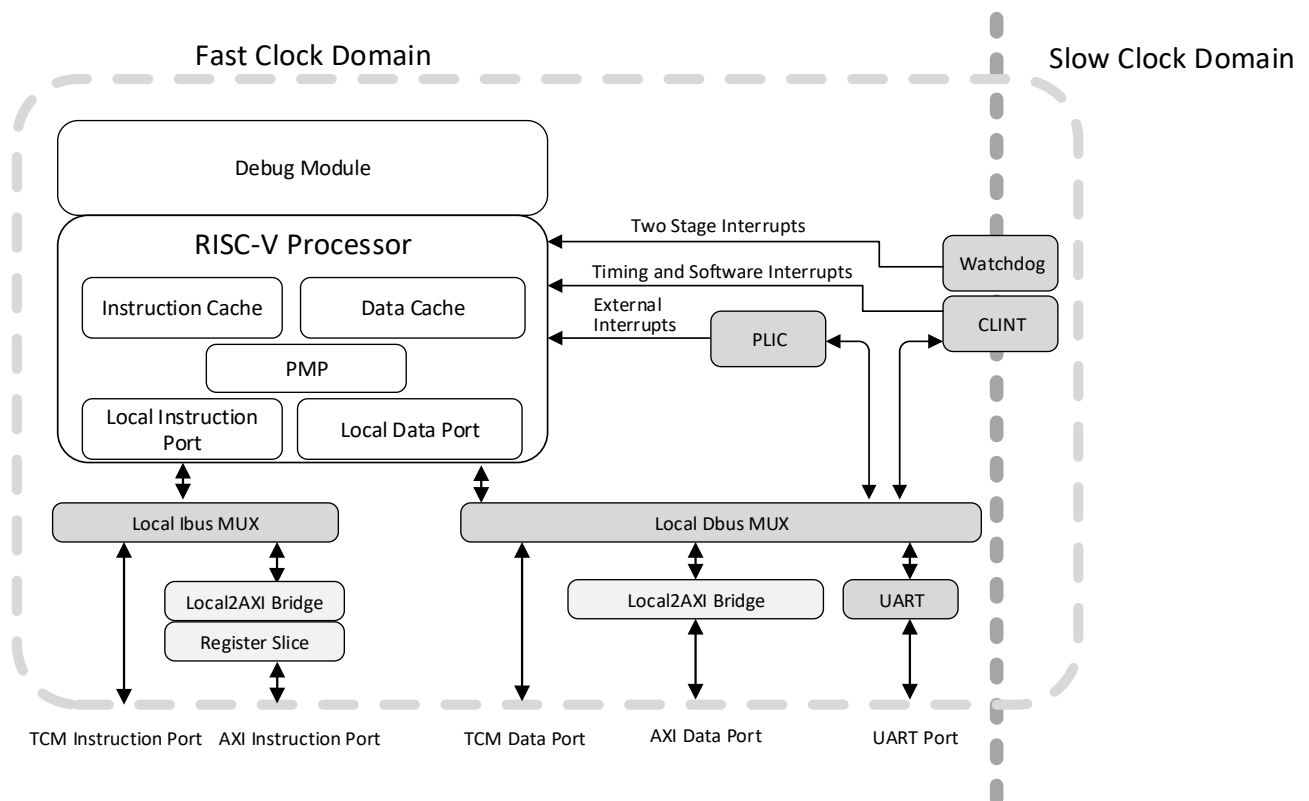 Fast Clock Domain
Slow Clock Domain
Debug Module
RISC-V Processor
Two Stage Interrupts
Watchdog
Timing and Software Interrupts
Instruction Cache
Data Cache
External
Interrupts
PLIC
CLINT
PMP
Local Instruction
Port
Local Data Port
Local Ibus MUX
Local Dbus MUX
Local2AXI Bridge
Register Slice
Local2AXI Bridge
UART
TCM Instruction Port
AXI Instruction Port
TCM Data Port
AXI Data Port
UART Port